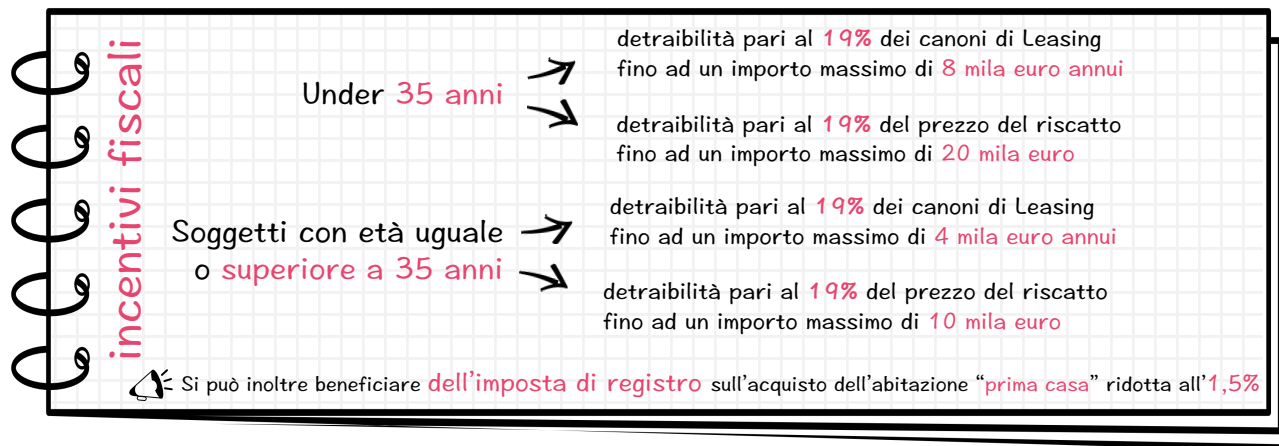 incentivi fiscali
Under 35 anni
detraibilità pari al 19% dei canoni di Leasing
fino ad un importo massimo di 8 mila euro annui
detraibilità pari al 19% del prezzo del riscatto
fino ad un importo massimo di 20 mila euro
Soggetti con età uguale
o superiore a 35 anni
detraibilità pari al 19% dei canoni di Leasing
fino ad un importo massimo di 4 mila euro annui
detraibilità pari al 19% del prezzo del riscatto
fino ad un importo massimo di 10 mila euro
Si può inoltre beneficiare dell'imposta di registro sull'acquisto dell'abitazione “prima casa” ridotta all'1,5%